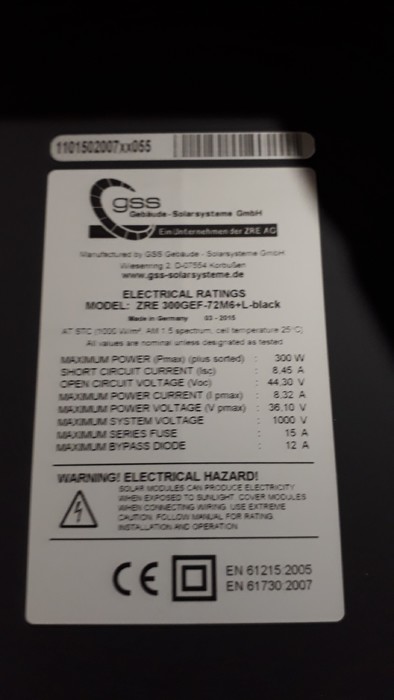 1101502007xx055
gss
Gebäude - Solarsysteme GmbH
Ein Unternehmen der ZRE AG
Manufactured by GSS Gebäude - Solarsysteme GmbH
Wiesenring 2, D-07554 Korbußen
www.gss-solarsysteme.de
ELECTRICAL RATINGS
MODEL: ZRE 300GEF-72M6+L-black
Made in Germany 03 - 2015
AT STC (1000 W/m², AM 1.5 spectrum, cell temperature 25°C)
All values are nominal unless designated as tested
MAXIMUM POWER (Pmax) (plus sorted) : 300 W
SHORT CIRCUIT CURRENT (Isc) : 8,45 A
OPEN CIRCUIT VOLTAGE (Voc) : 44,30 V
MAXIMUM POWER CURRENT (I pmax) : 8,32 A
MAXIMUM POWER VOLTAGE (V pmax) : 36,10 V
MAXIMUM SYSTEM VOLTAGE : 1000 V
MAXIMUM SERIES FUSE : 15 A
MAXIMUM BYPASS DIODE : 12 A
WARNING! ELECTRICAL HAZARD!
SOLAR MODULES CAN PRODUCE ELECTRICITY
WHEN EXPOSED TO SUNLIGHT. COVER MODULES
WHEN CONNECTING WIRING. USE EXTREME
CAUTION. FOLLOW MANUAL FOR RATING,
INSTALLATION AND OPERATION
CE
EN 61215:2005
EN 61730:2007